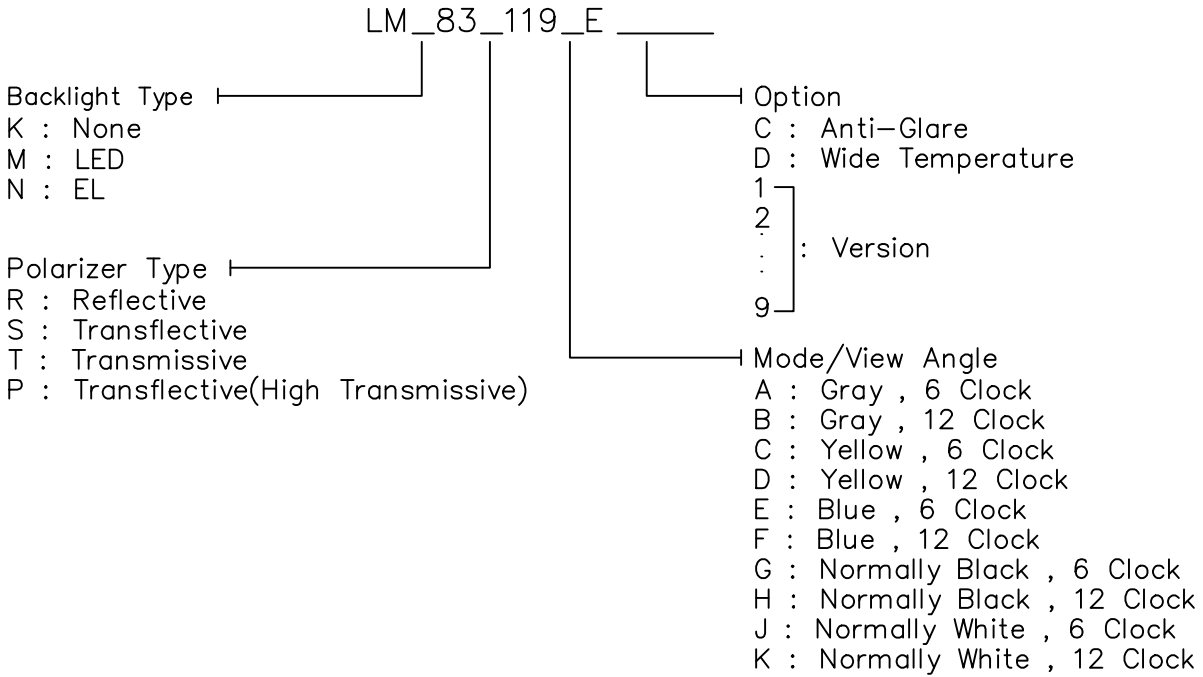 LM_83_119_E ______
Backlight Type
K : None
M : LED
N : EL
Polarizer Type
R : Reflective
S : Transflective
T : Transmissive
P : Transflective(High Transmissive)
Option
C : Anti-Glare
D : Wide Temperature
1
2
.
.
.
: Version
9
Mode/View Angle
A : Gray , 6 Clock
B : Gray , 12 Clock
C : Yellow , 6 Clock
D : Yellow , 12 Clock
E : Blue , 6 Clock
F : Blue , 12 Clock
G : Normally Black , 6 Clock
H : Normally Black , 12 Clock
J : Normally White , 6 Clock
K : Normally White , 12 Clock